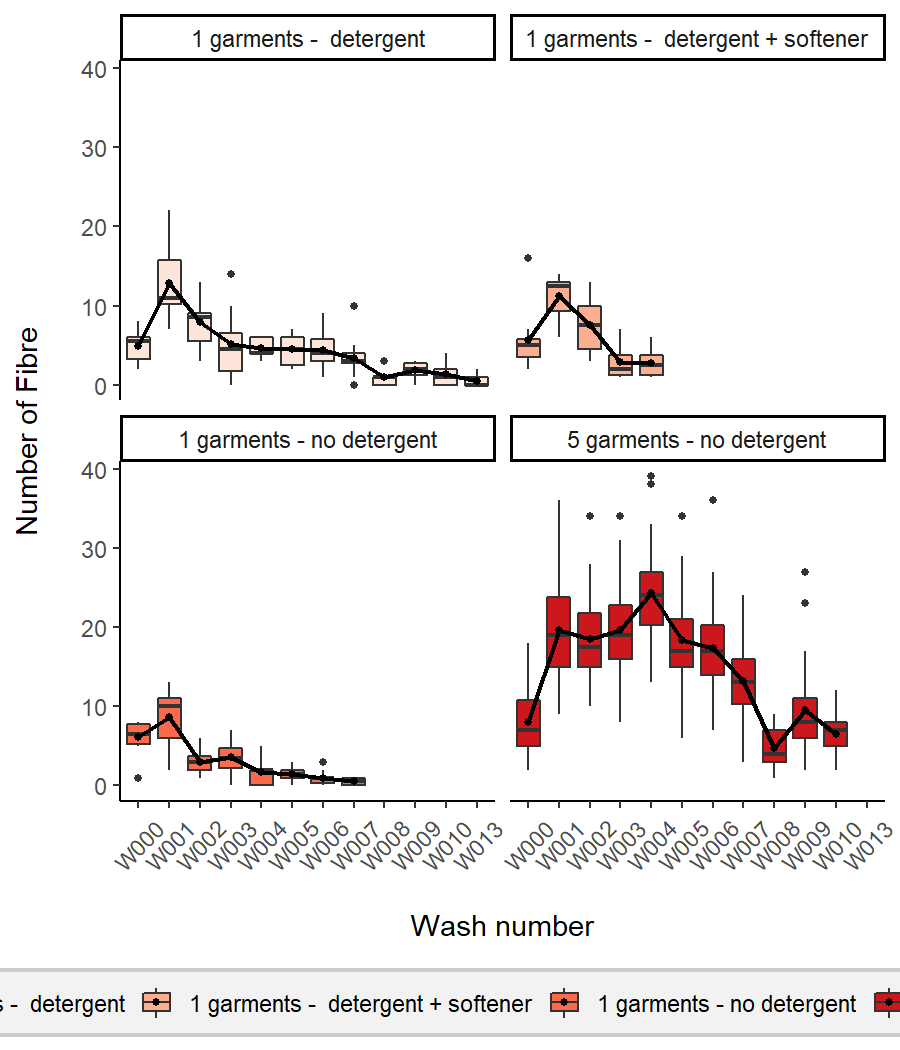 1 garments -  detergent
1 garments -  detergent + softener
40
30
20
10
0
1 garments - no detergent
5 garments - no detergent
40
30
20
10
0
Number of Fibre
W000 W001 W002 W003 W004 W005 W006 W007 W008 W009 W010 W013
W000 W001 W002 W003 W004 W005 W006 W007 W008 W009 W010 W013
Wash number
s -  detergent 1 garments -  detergent + softener 1 garments - no detergent